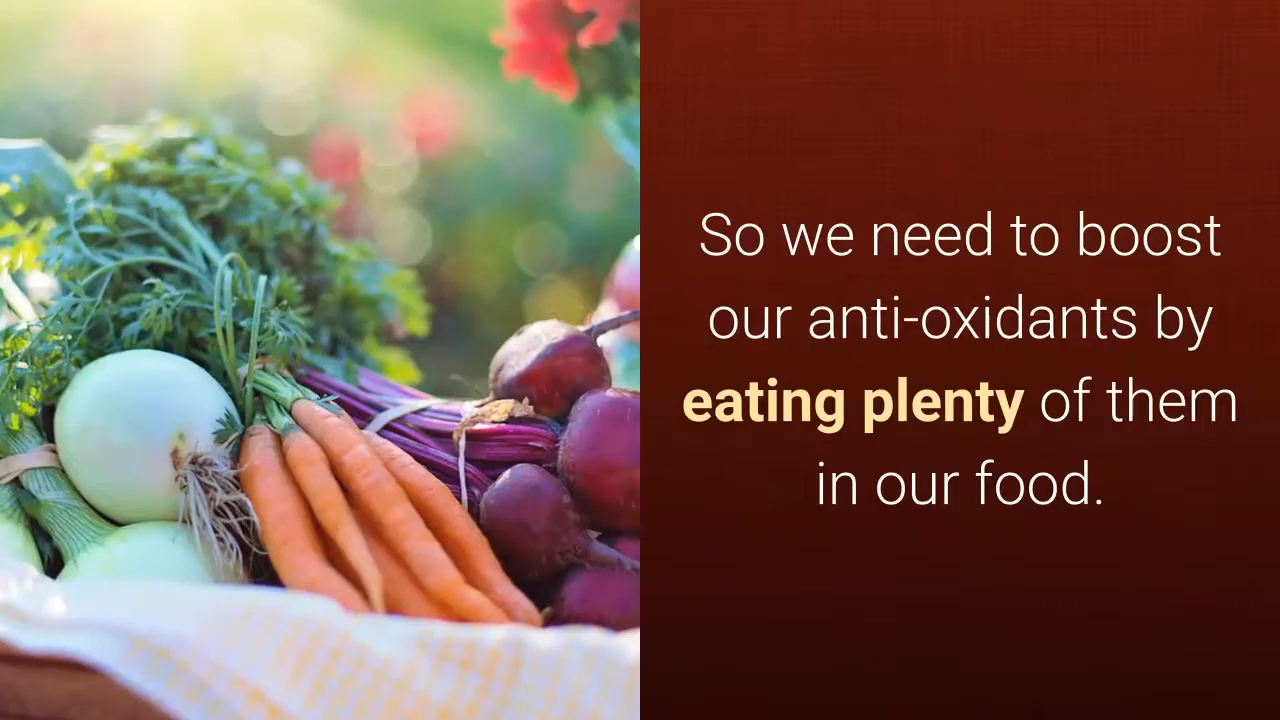 So we need to boost
our anti-oxidants by
eating plenty of them
in our food.